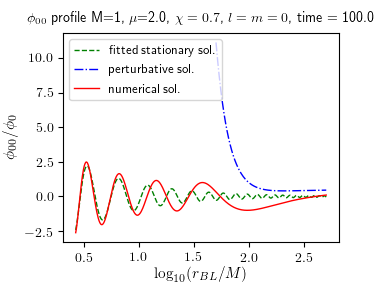 ϕ₀₀ profile M=1, μ=2.0, χ = 0.7, l = m = 0, time = 100.0
10.0
7.5
5.0
2.5
0.0
−2.5
ϕ₀₀/ϕ₀
fitted stationary sol.
perturbative sol.
numerical sol.
0.5 1.0 1.5 2.0 2.5
log₁₀(r_BL/M)